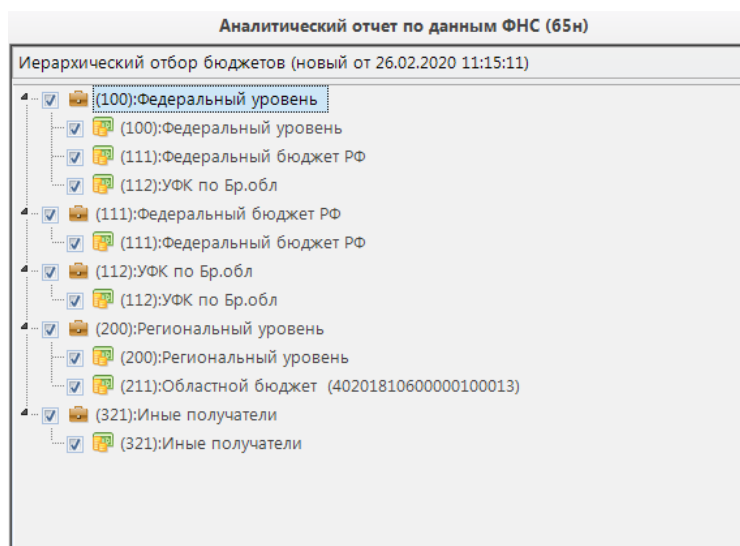 Аналитический отчет по данным ФНС (65н)
Иерархический отбор бюджетов (новый от 26.02.2020 11:15:11)
(100):Федеральный уровень
(100):Федеральный уровень
(111):Федеральный бюджет РФ
(112):УФК по Бр.обл
(111):Федеральный бюджет РФ
(111):Федеральный бюджет РФ
(112):УФК по Бр.обл
(112):УФК по Бр.обл
(200):Региональный уровень
(200):Региональный уровень
(211):Областной бюджет (40201810600000100013)
(321):Иные получатели
(321):Иные получатели